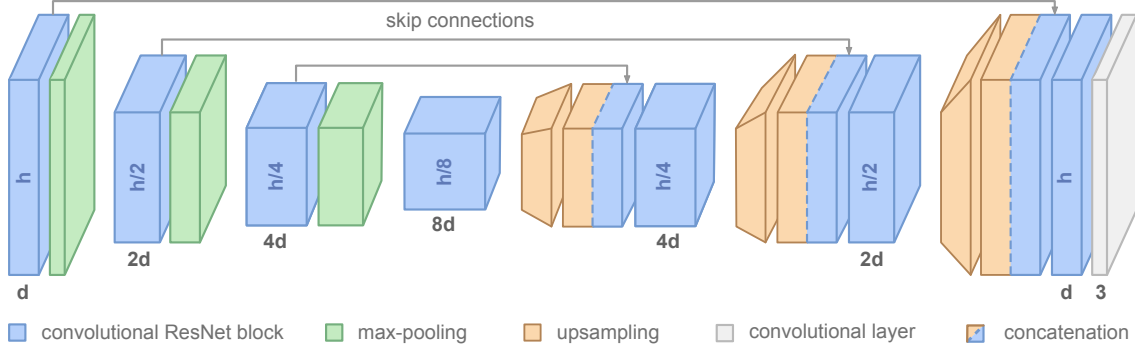 skip connections
h
h/2
h/4
h/8
h/4
h/2
h
d
2d
4d
8d
4d
2d
d
3
convolutional ResNet block
max-pooling
upsampling
convolutional layer
concatenation